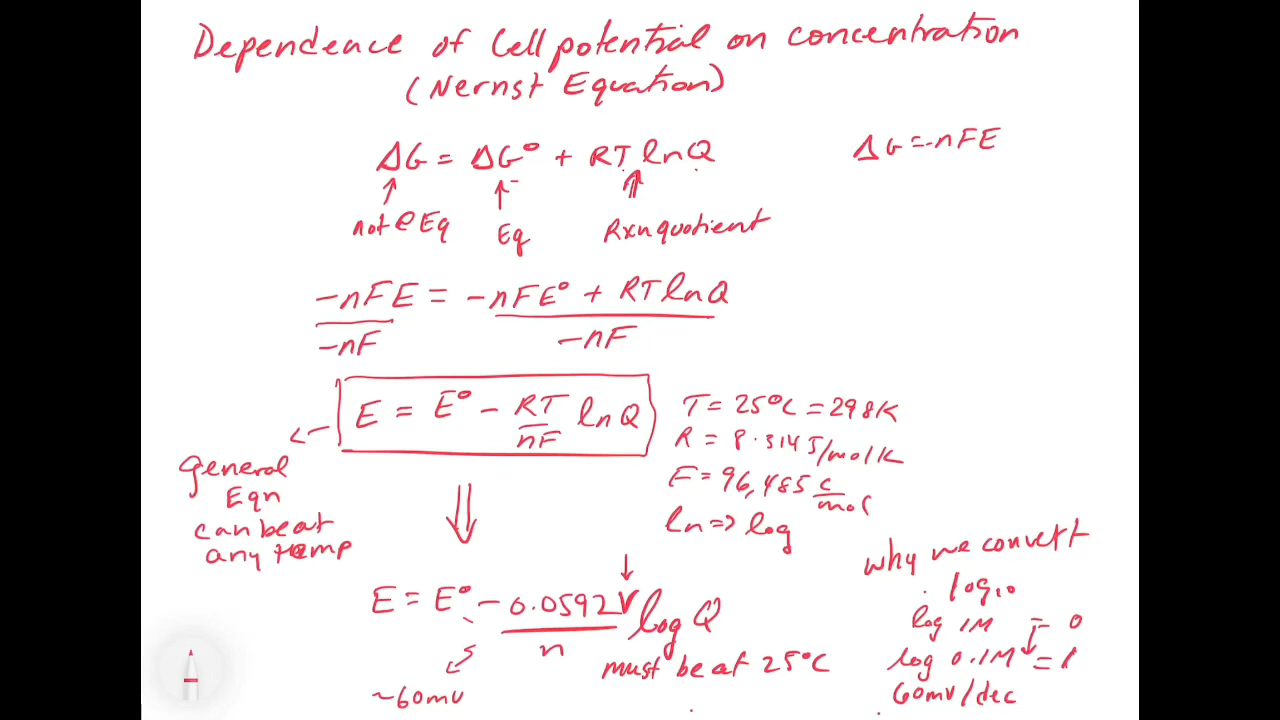 Dependence of Cell potential on concentration
(Nernst Equation)
ΔG = ΔG° + RT ln Q
ΔG = -nFE
not @ Eq
Eq
Rxn quotient
-nFE = -nFE° + RT ln Q
-nF
-nF
E = E° - RT/nF ln Q
T = 25°C = 298K
R = 8.314 J/mol K
F = 96,485 C/mol
ln => log
general
Eqn
can be at
any temp
E = E° - 0.0592V/n log Q
~60mV
must be at 25°C
why we convert
log10
log 1M = 0
log 0.1M = 1
60mV/dec